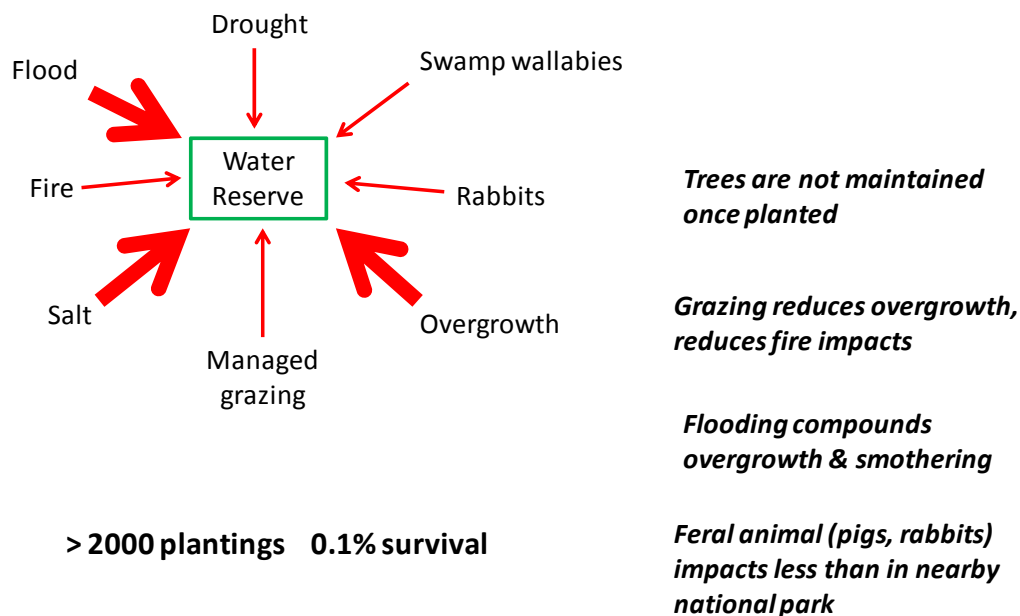 Drought
Flood
Swamp wallabies
Water
Reserve
Fire
Rabbits
Salt
Overgrowth
Managed
grazing
> 2000 plantings 0.1% survival
Trees are not maintained
once planted
Grazing reduces overgrowth,
reduces fire impacts
Flooding compounds
overgrowth & smothering
Feral animal (pigs, rabbits)
impacts less than in nearby
national park